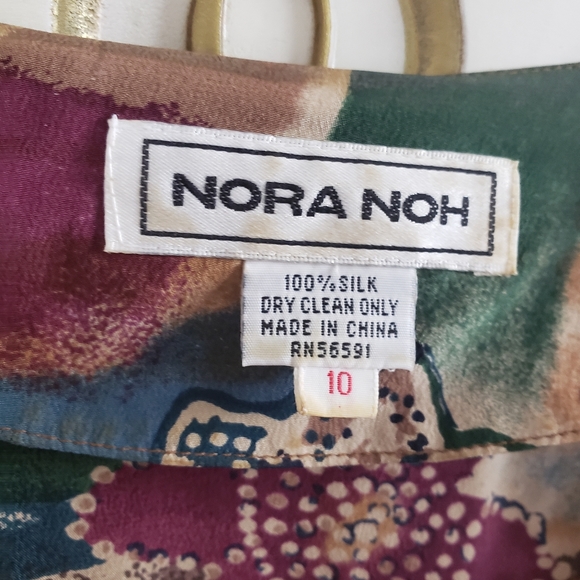 NORA NOH
100% SILK
DRY CLEAN ONLY
MADE IN CHINA
RN56591
10